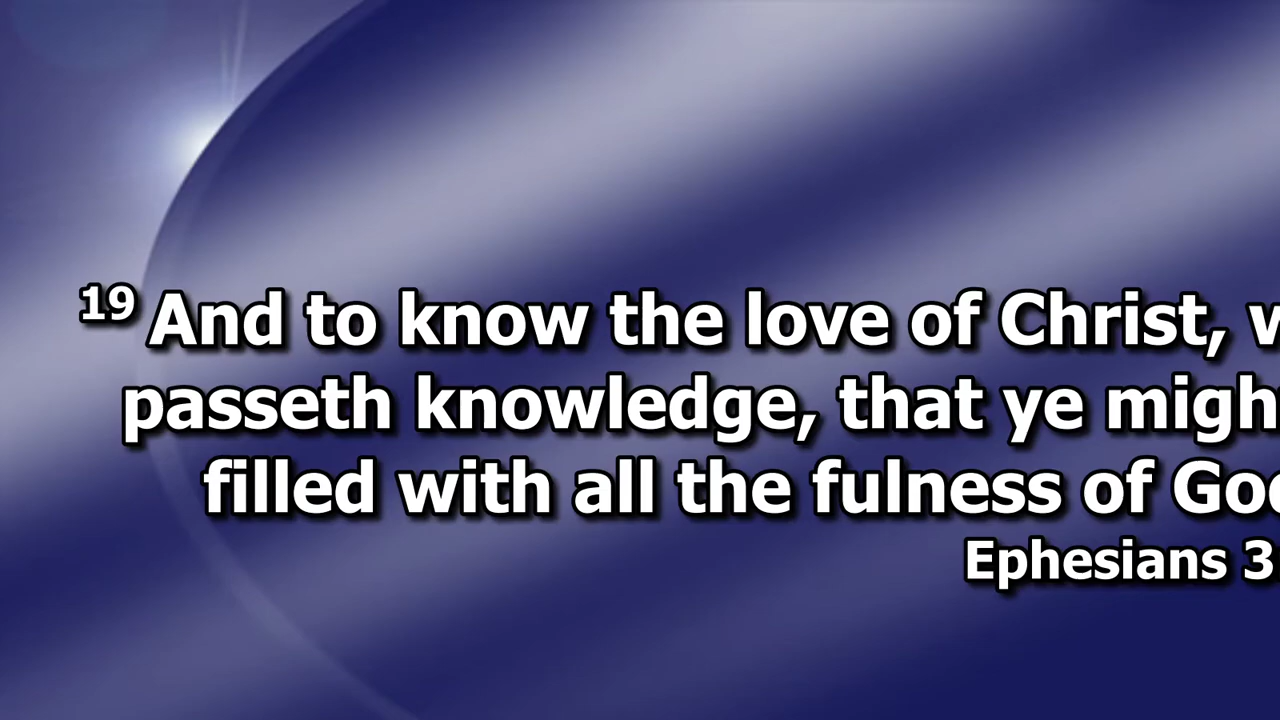 19 And to know the love of Christ,
passeth knowledge, that ye
filled with all the fulness of
Ephesians 3